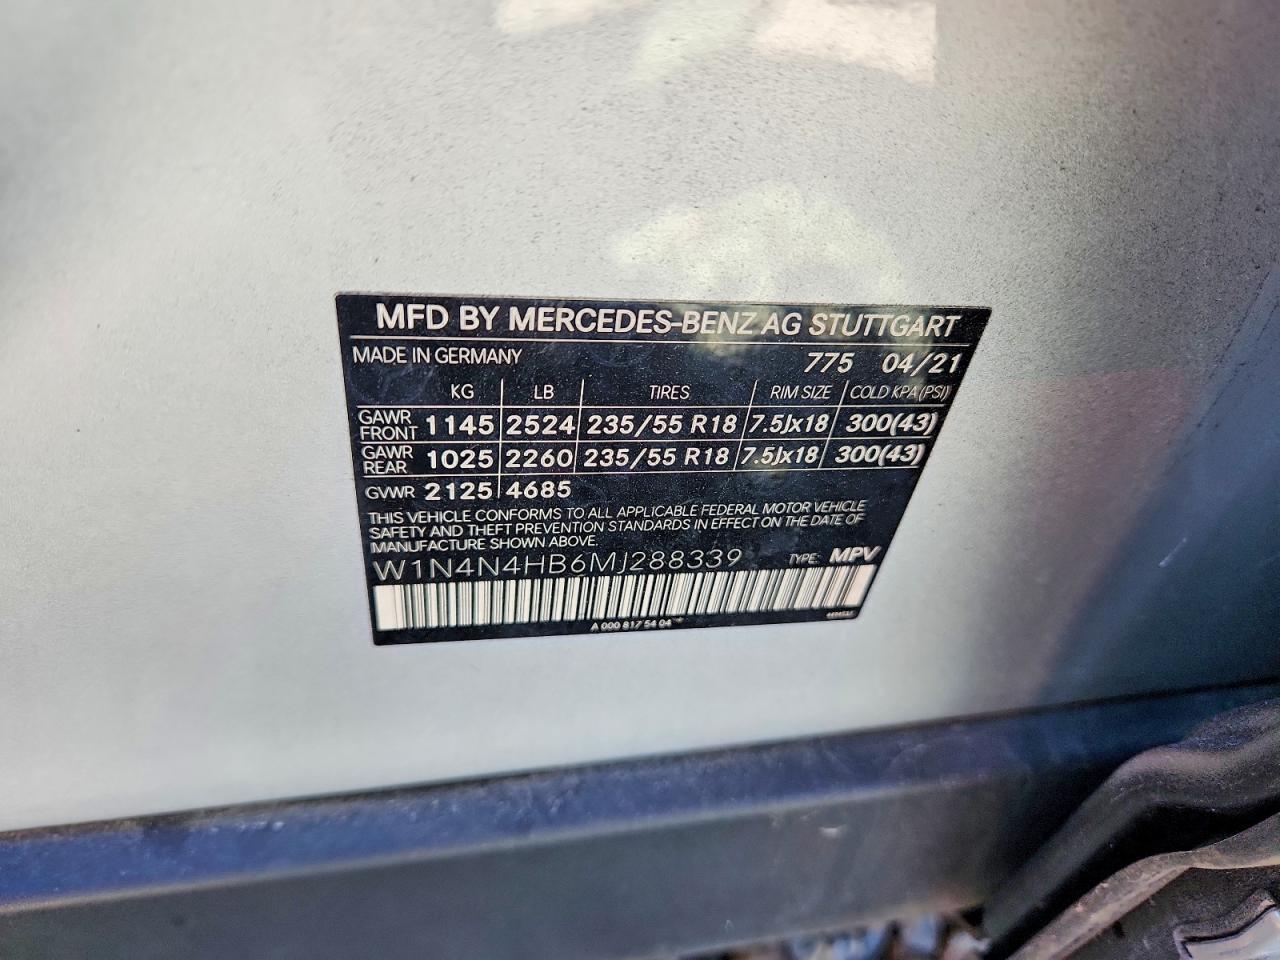 MFD BY MERCEDES-BENZ AG STUTTGART
MADE IN GERMANY 775 04/21
KG LB TIRES RIM SIZE COLD KPA (PSI)
GAWR FRONT 1145 2524 235/55 R18 7.5Jx18 300(43)
GAWR REAR 1025 2260 235/55 R18 7.5Jx18 300(43)
GVWR 2125 4685
THIS VEHICLE CONFORMS TO ALL APPLICABLE FEDERAL MOTOR VEHICLE
SAFETY AND THEFT PREVENTION STANDARDS IN EFFECT ON THE DATE OF
MANUFACTURE SHOWN ABOVE.
W1N4N4HB6MJ288339 TYPE: MPV
A 000 817 54 04